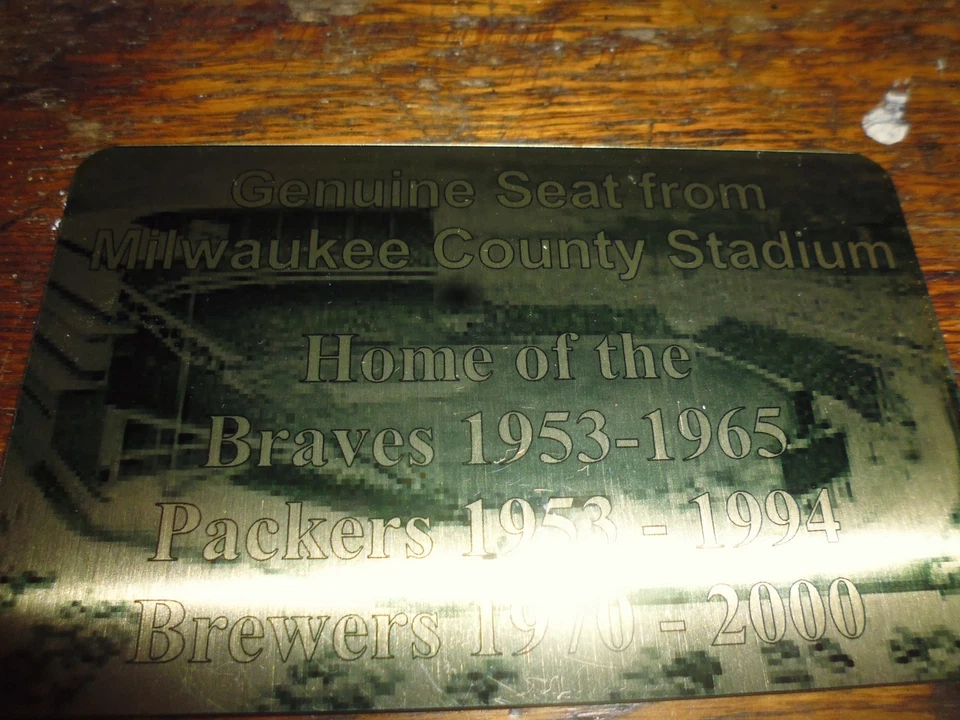 Genuine Seat from
Milwaukee County Stadium
Home of the
Braves 1953-1965
Packers 1953 - 1994
Brewers 1970 - 2000